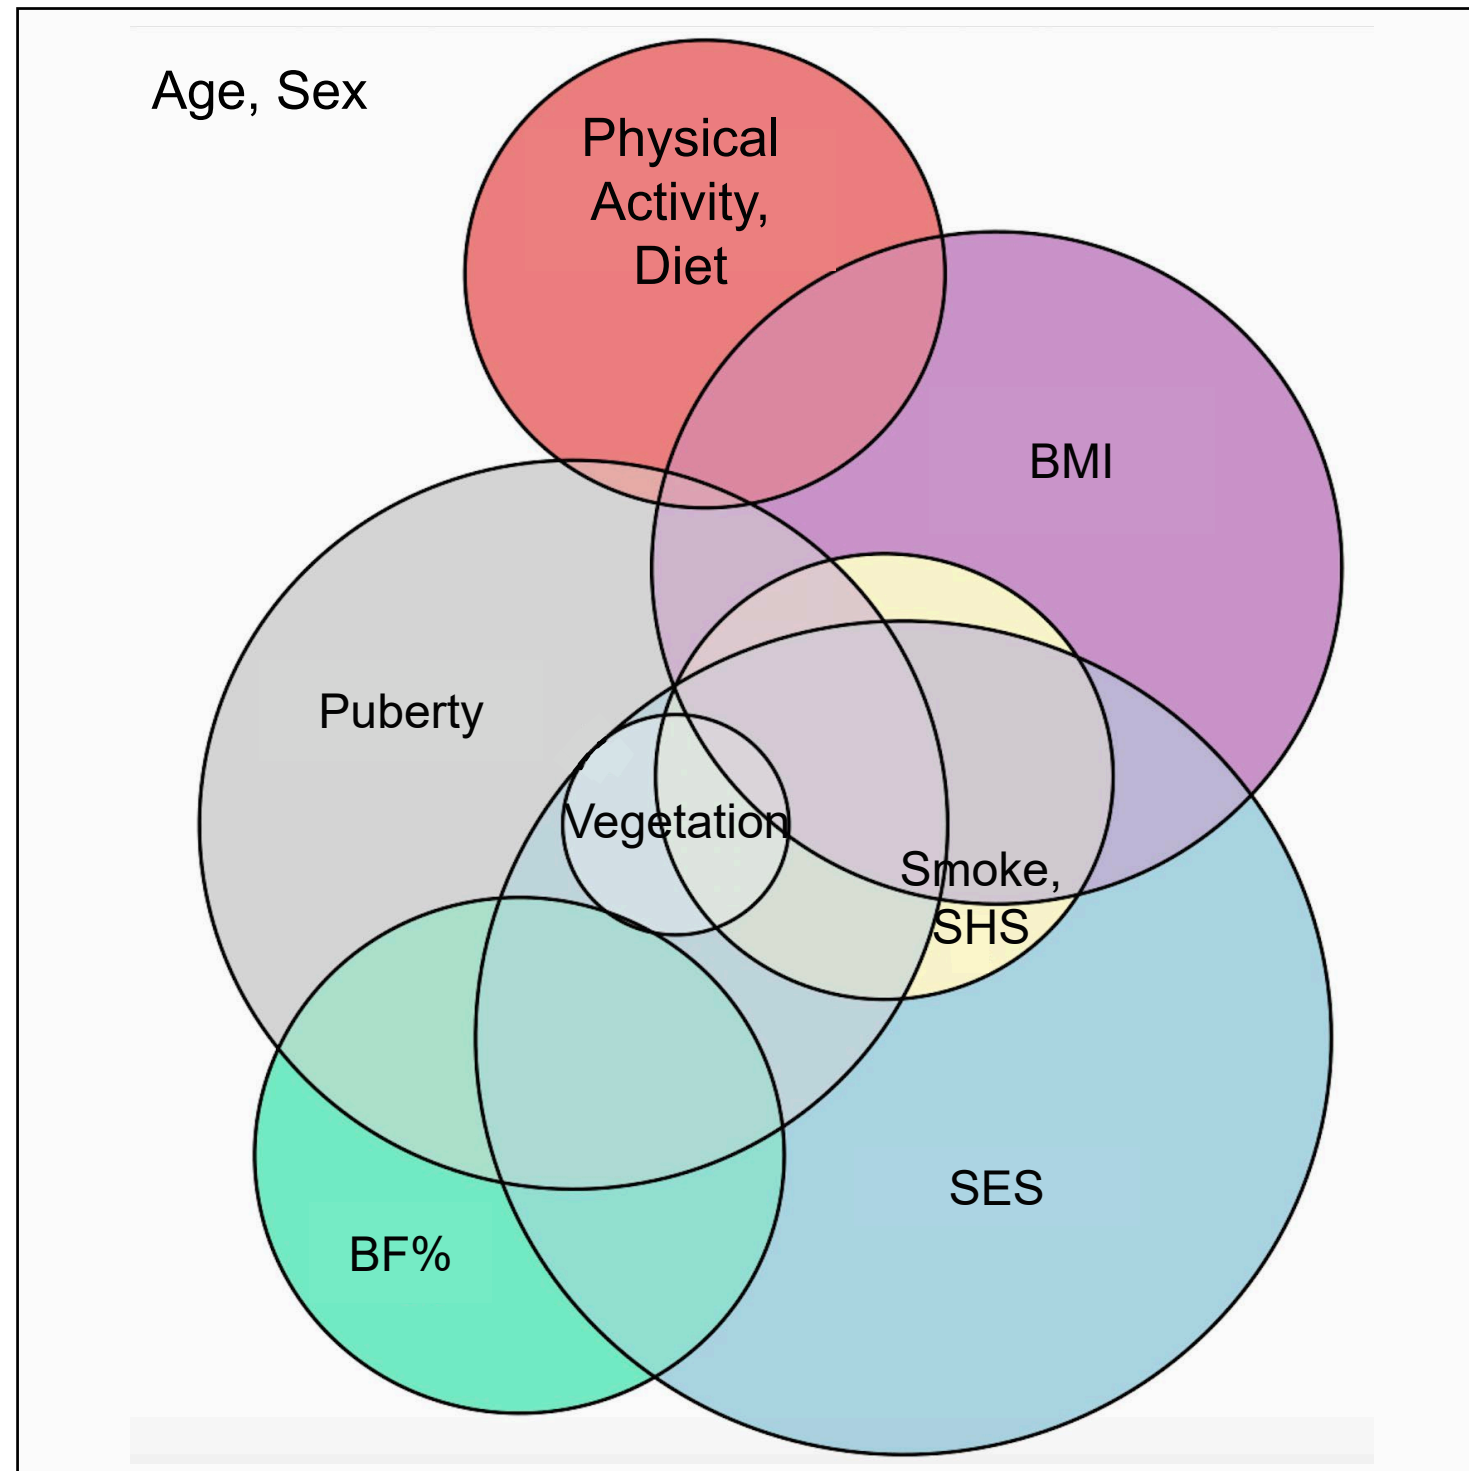 Age, Sex
Physical
Activity,
Diet
BMI
Puberty
Vegetation
Smoke,
SHS
SES
BF%